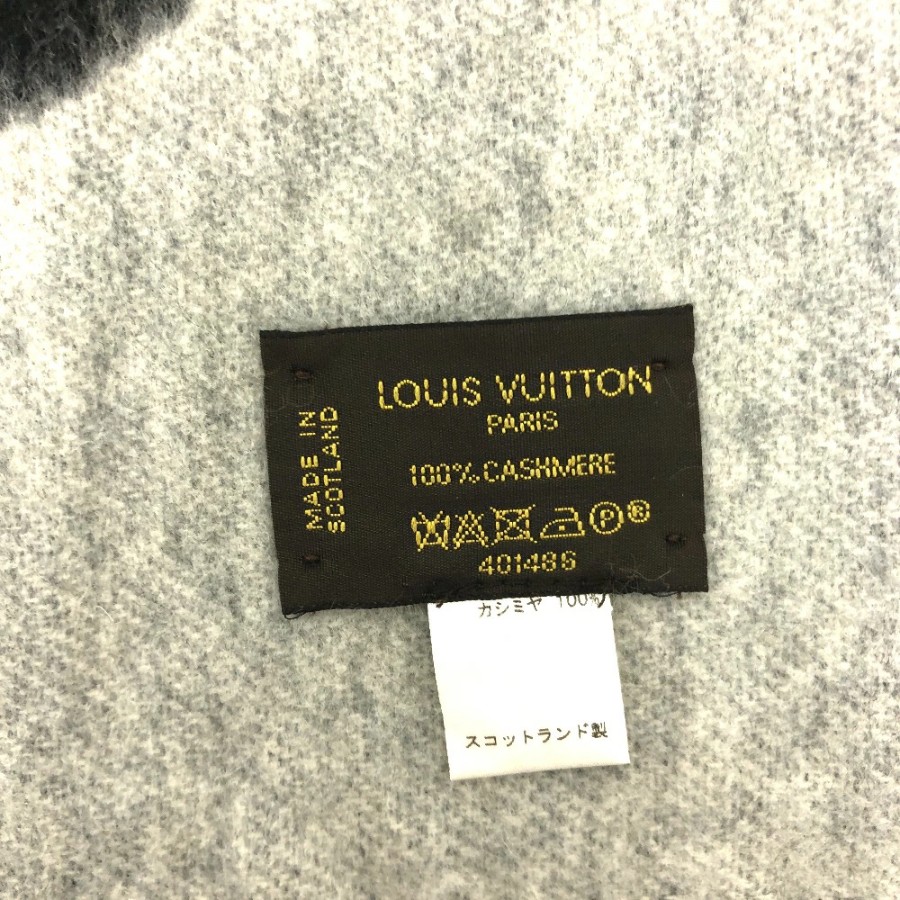 LOUIS VUITTON
PARIS
100% CASHMERE
MADE IN
SCOTLAND
P ®
401486
カシミヤ 100%
スコットランド製